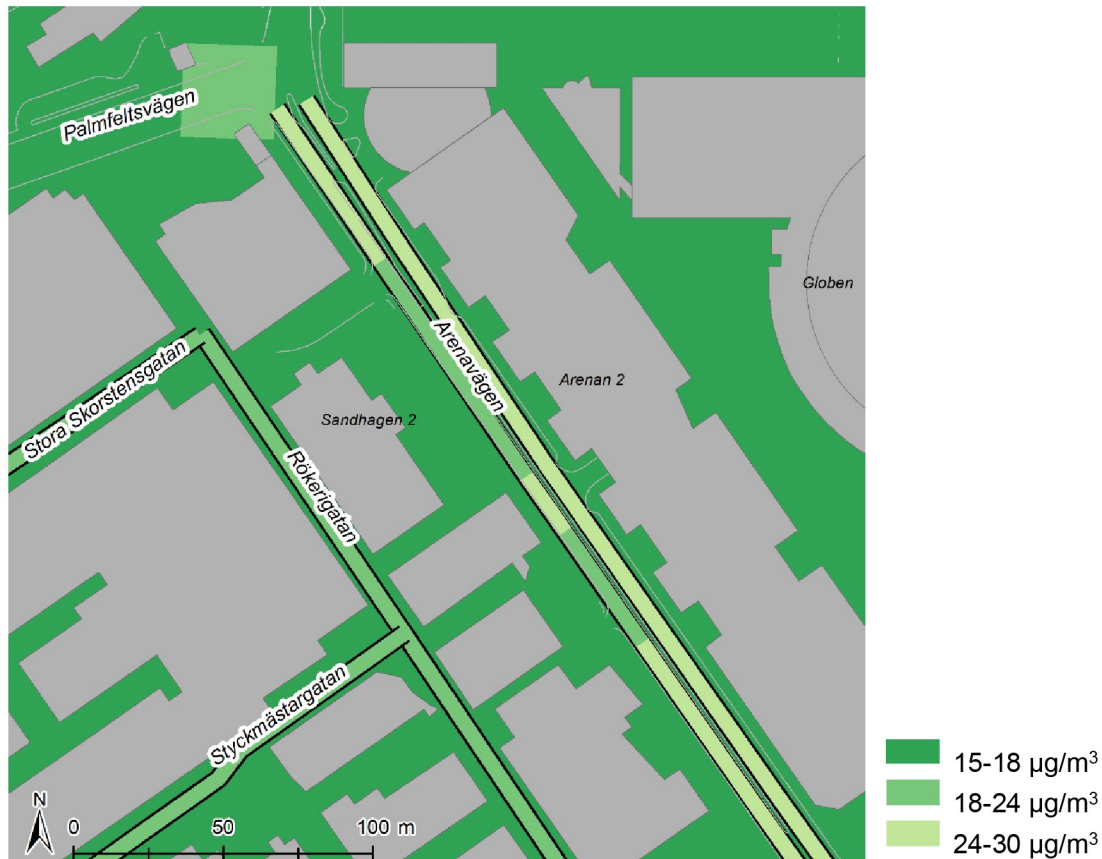 Palmfeltsvägen
Globen
Arenavägen
Arenan 2
Stora Skorstensgatan
Sandhagen 2
Rökerigatan
Styckmästargatan
N
0 50 100 m
15-18 µg/m³
18-24 µg/m³
24-30 µg/m³